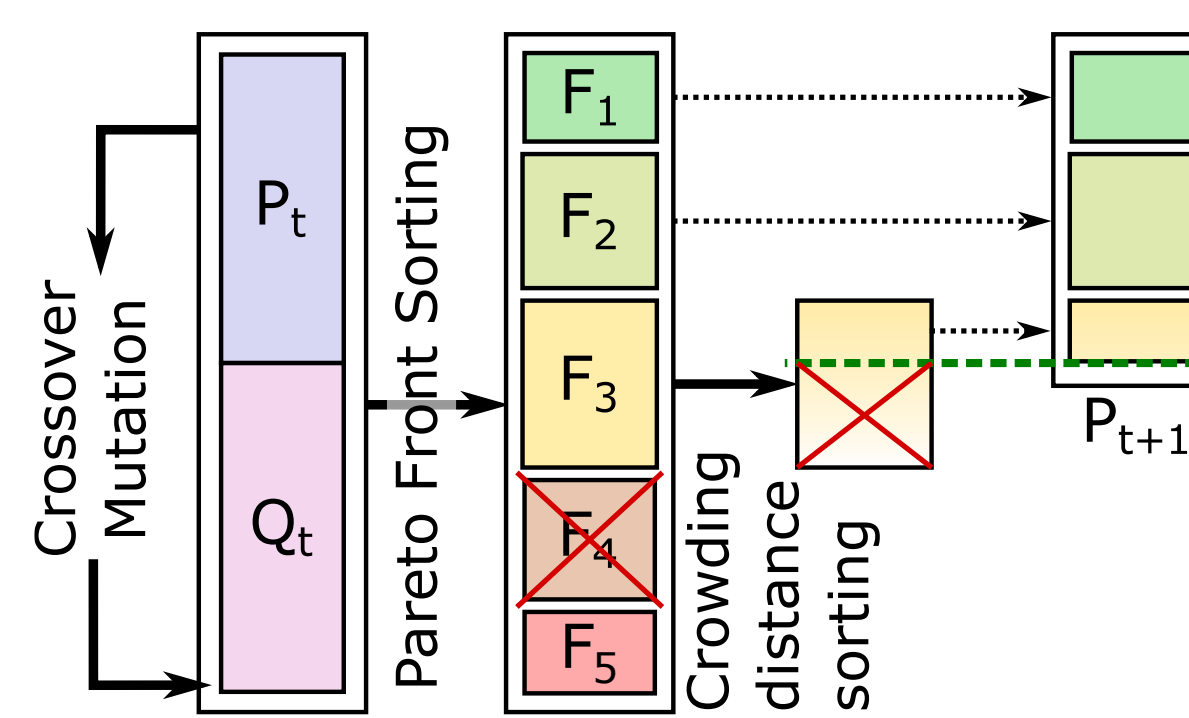 Crossover
Mutation
Pt
Qt
Pareto Front Sorting
F1
F2
F3
F4
F5
Crowding
distance
sorting
Pt+1